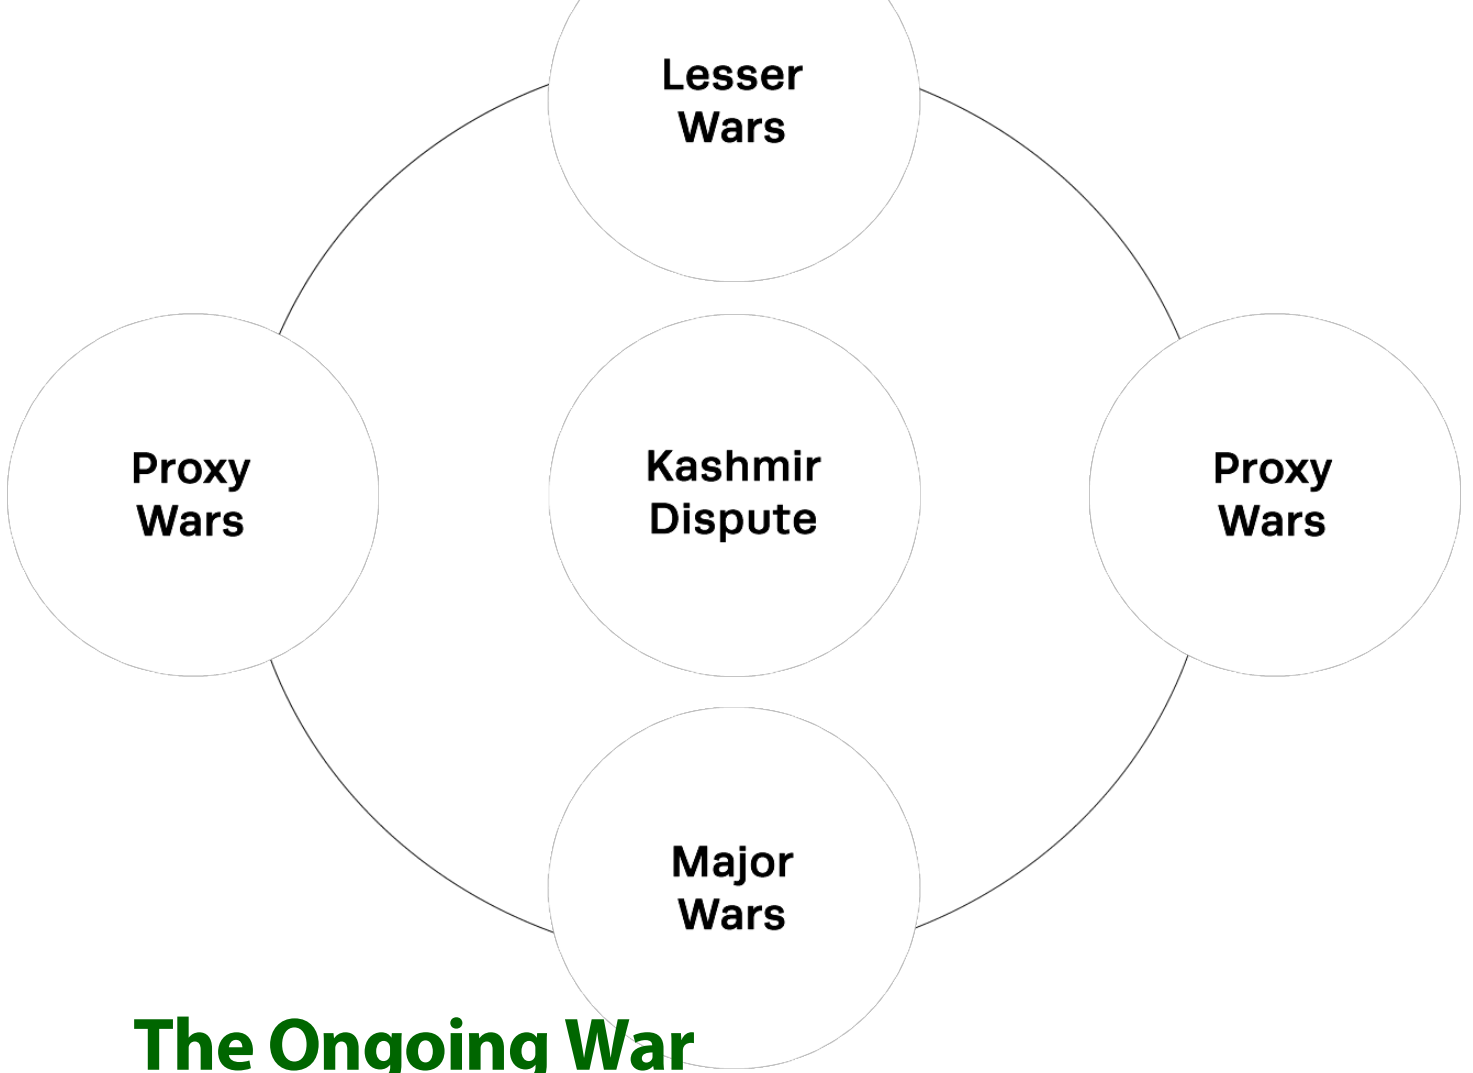 Lesser
Wars
Proxy
Wars
Kashmir
Dispute
Proxy
Wars
Major
Wars
The Ongoing War